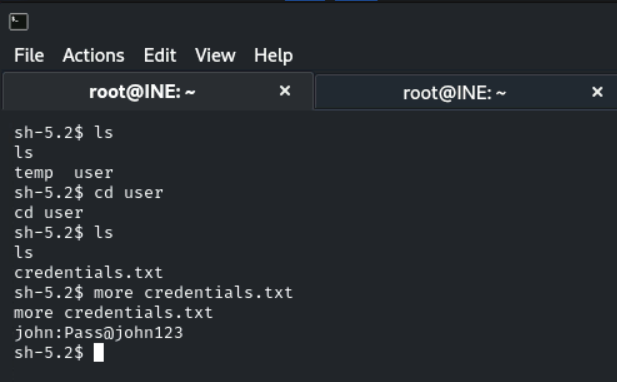 File Actions Edit View Help
root@INE: ~ × root@INE: ~ ×
sh-5.2$ ls
ls
temp  user
sh-5.2$ cd user
cd user
sh-5.2$ ls
ls
credentials.txt
sh-5.2$ more credentials.txt
more credentials.txt
john:Pass@john123
sh-5.2$